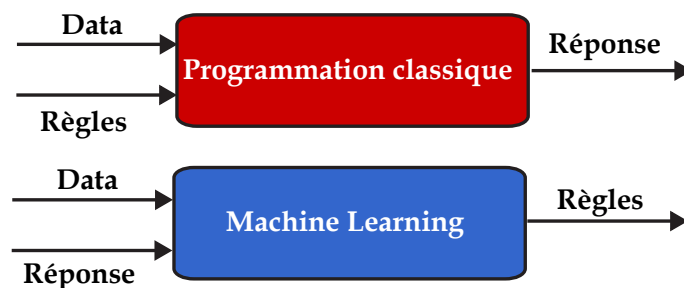 Data
Programmation classique
Réponse
Règles
Data
Machine Learning
Règles
Réponse